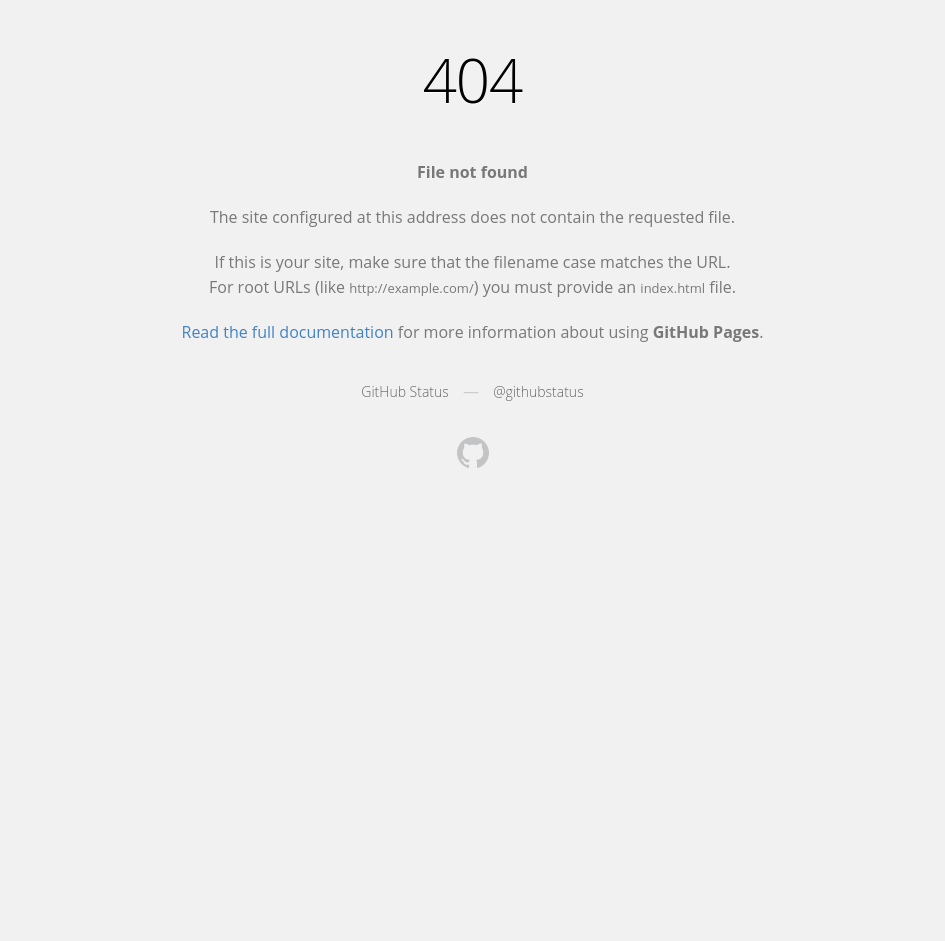 404
File not found
The site configured at this address does not contain the requested file.
If this is your site, make sure that the filename case matches the URL.
For root URLs (like http://example.com/) you must provide an index.html file.
Read the full documentation for more information about using GitHub Pages.
GitHub Status — @githubstatus